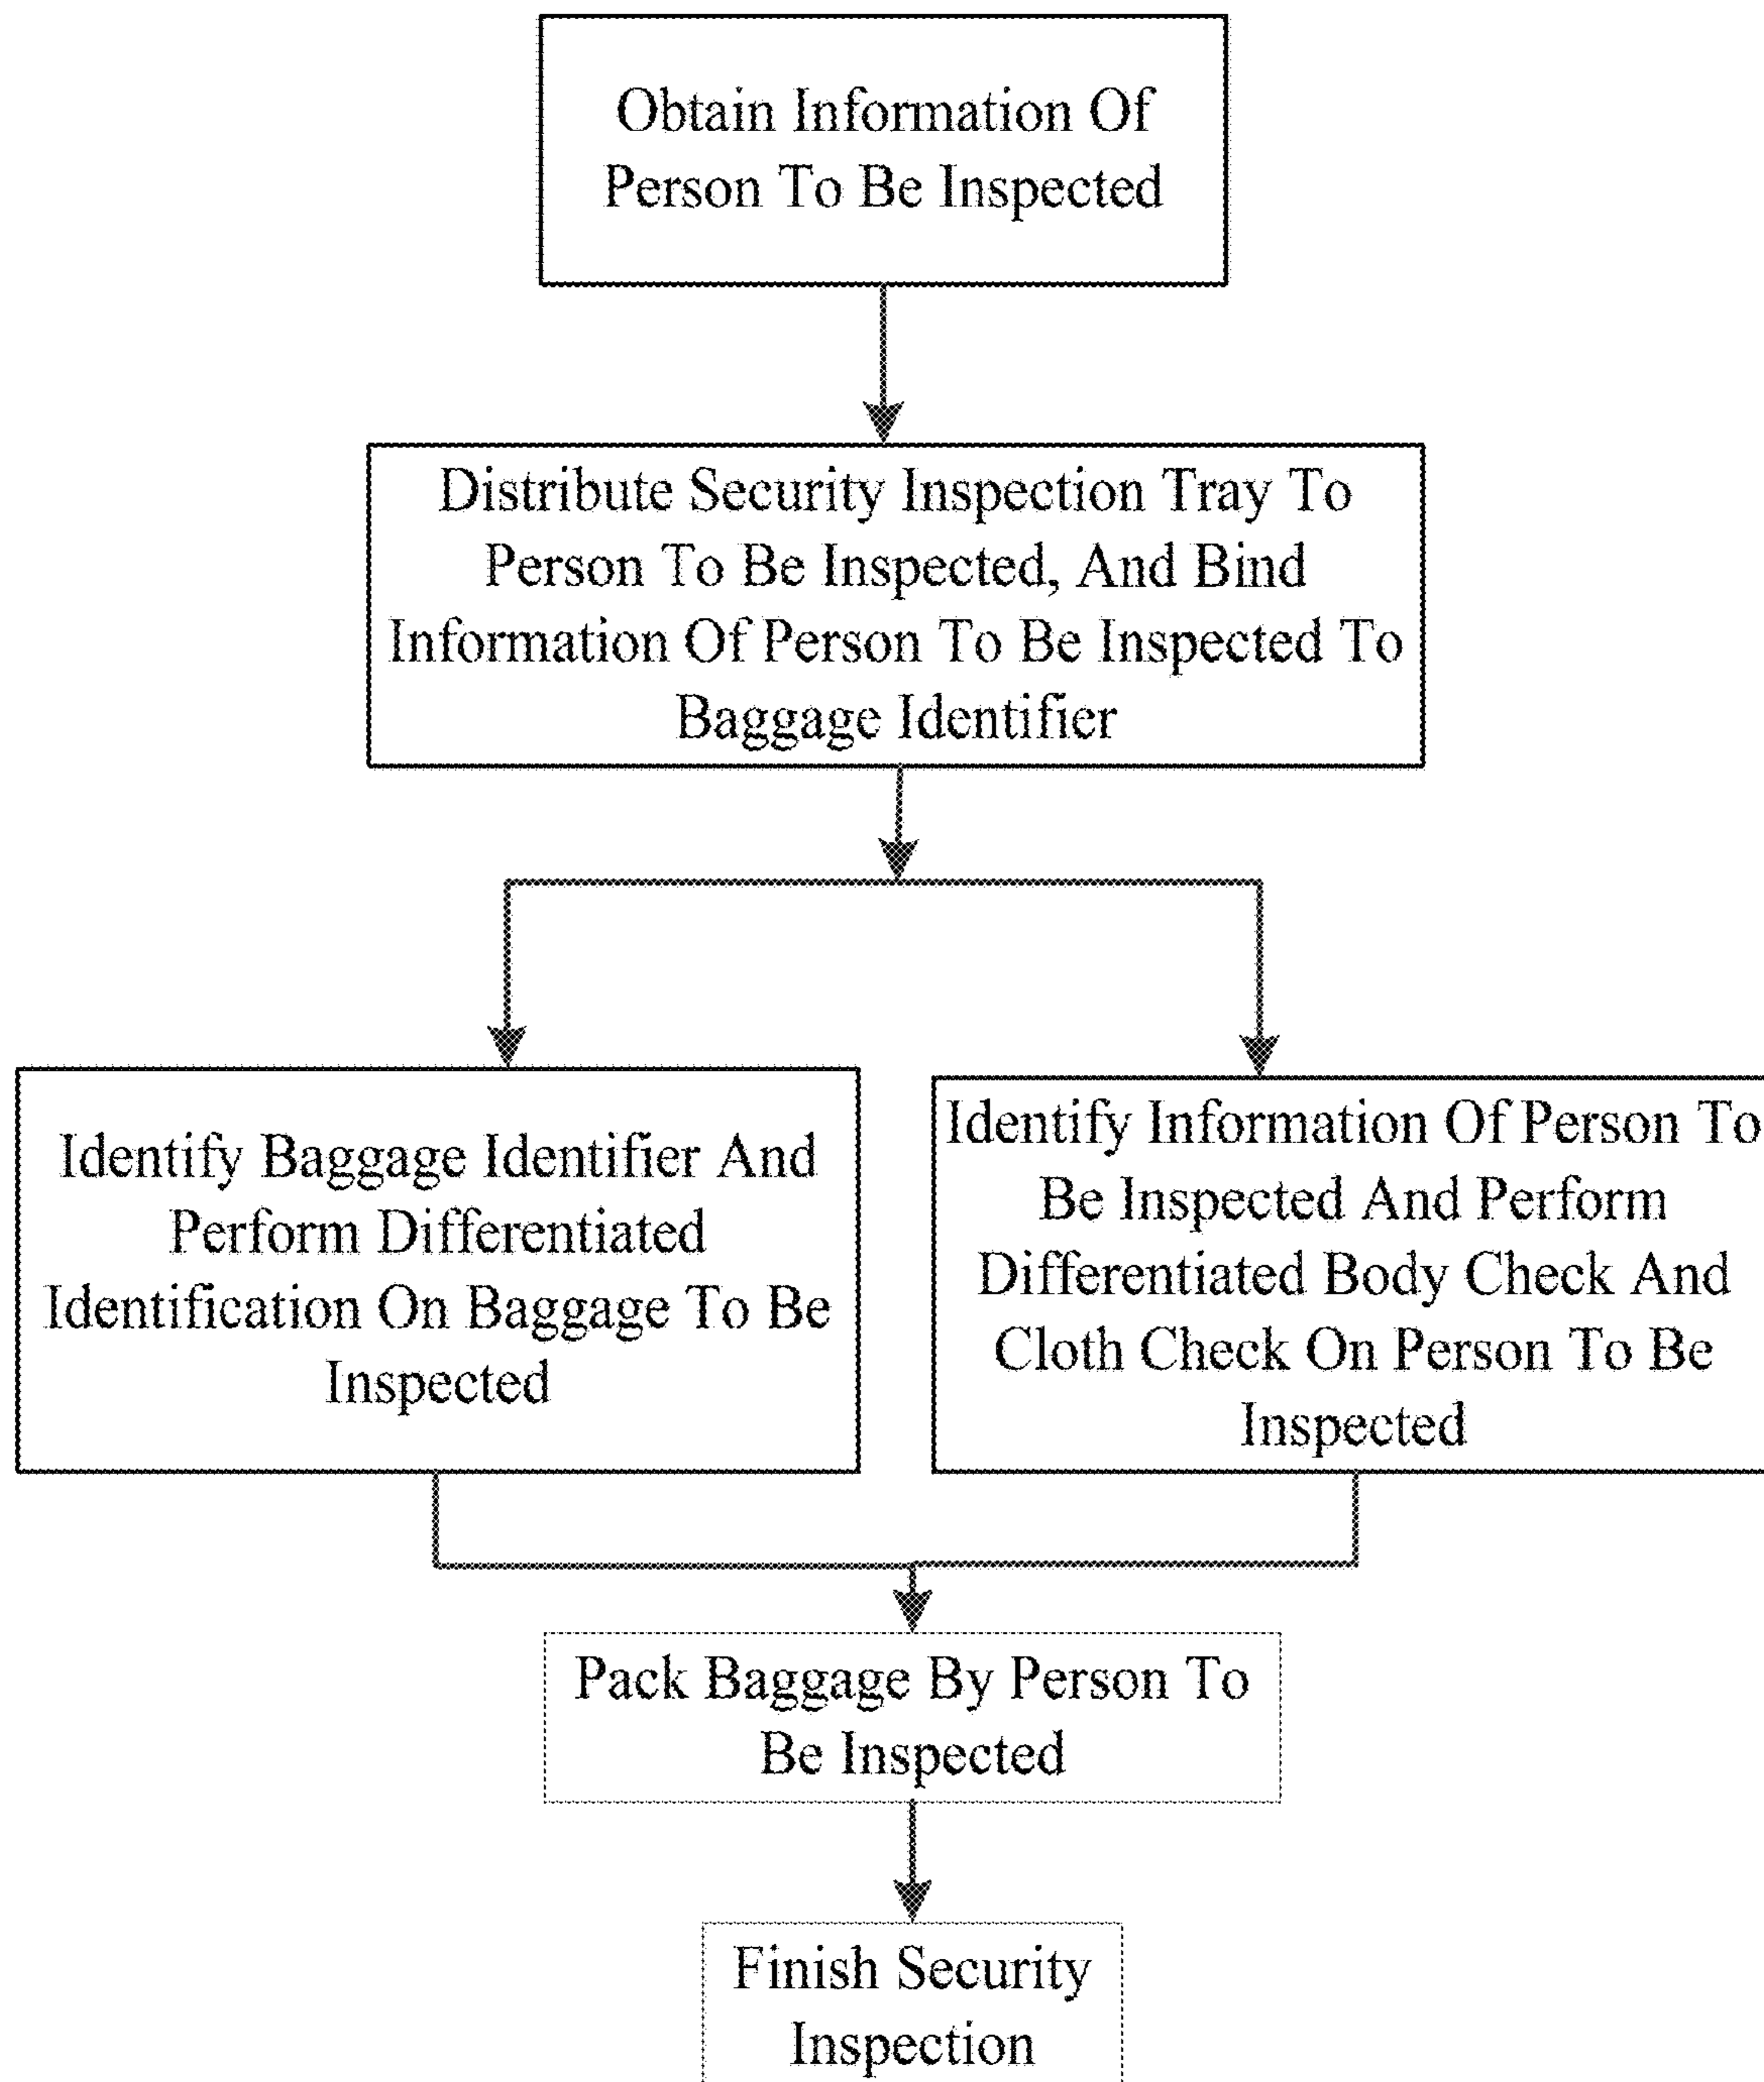 Obtain Information Of
Person To Be Inspected
Distribute Security Inspection Tray To
Person To Be Inspected, And Bind
Information Of Person To Be Inspected To
Baggage Identifier
Identify Baggage Identifier And
Perform Differentiated
Identification On Baggage To Be
Inspected
Identify Information Of Person To
Be Inspected And Perform
Differentiated Body Check And
Cloth Check On Person To Be
Inspected
Pack Baggage By Person To
Be Inspected
Finish Security
Inspection